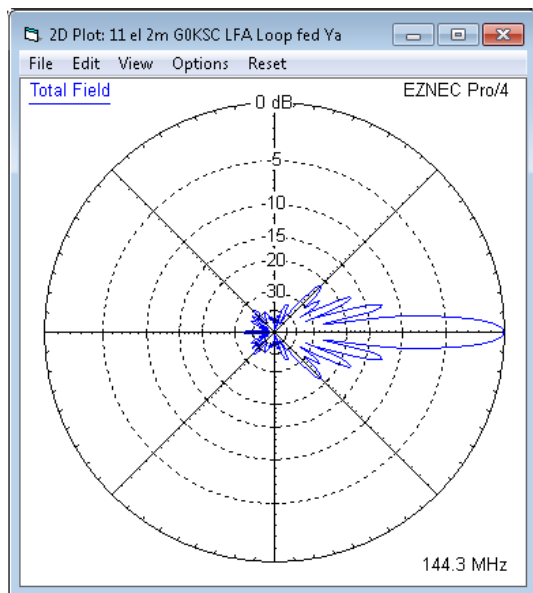 2D Plot: 11 el 2m G0KSC LFA Loop fed Ya
File Edit View Options Reset
Total Field
EZNEC Pro/4
0 dB
-5
-10
-15
-20
-30
144.3 MHz